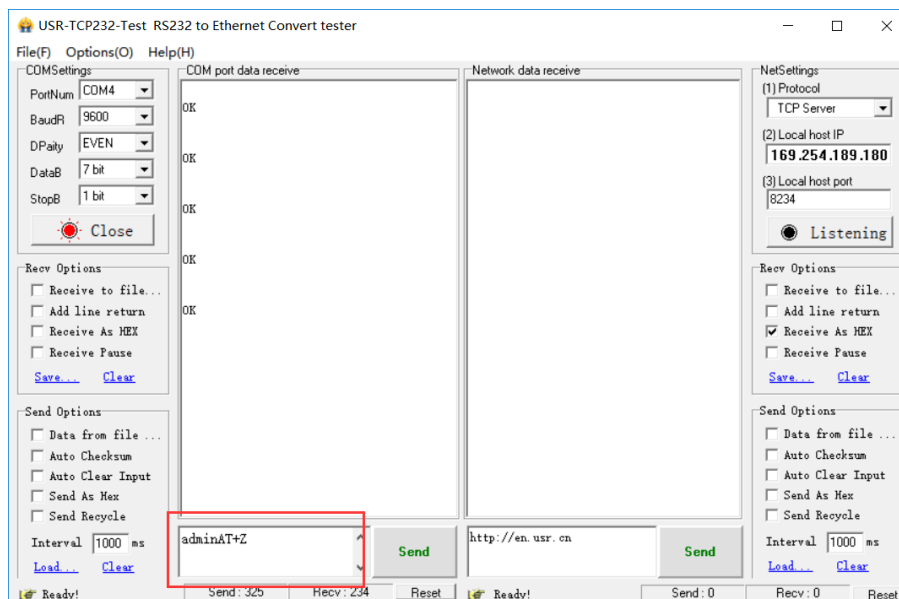 USR-TCP232-Test RS232 to Ethernet Convert tester
File(F) Options(O) Help(H)
COMSettings
PortNum COM4
BaudR 9600
DPaity EVEN
DataB 7 bit
StopB 1 bit
Close
Recv Options
Receive to file...
Add line return
Receive As HEX
Receive Pause
Save... Clear
Send Options
Data from file ...
Auto Checksum
Auto Clear Input
Send As Hex
Send Recycle
Interval 1000 ms
Load... Clear
COM port data receive
OK
OK
OK
OK
OK
adminAT+Z
Send
Network data receive
http://en.usr.cn
Send
NetSettings
(1) Protocol
TCP Server
(2) Local host IP
169.254.189.180
(3) Local host port
8234
Listening
Recv Options
Receive to file...
Add line return
Receive As HEX
Receive Pause
Save... Clear
Send Options
Data from file ...
Auto Checksum
Auto Clear Input
Send As Hex
Send Recycle
Interval 1000 ms
Load... Clear
Ready! Send : 325 Recv : 234 Reset
Ready! Send : 0 Recv : 0 Reset